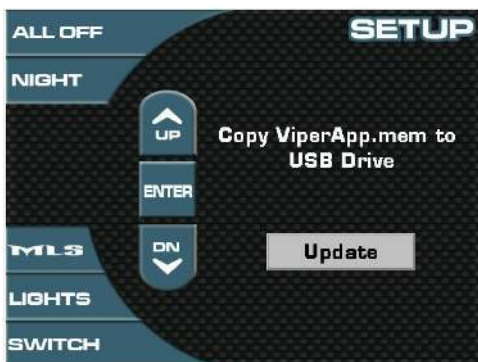 ALL OFF
SETUP
NIGHT
UP
Copy ViperApp.mem to
USB Drive
ENTER
DN
Update
MLS
LIGHTS
SWITCH